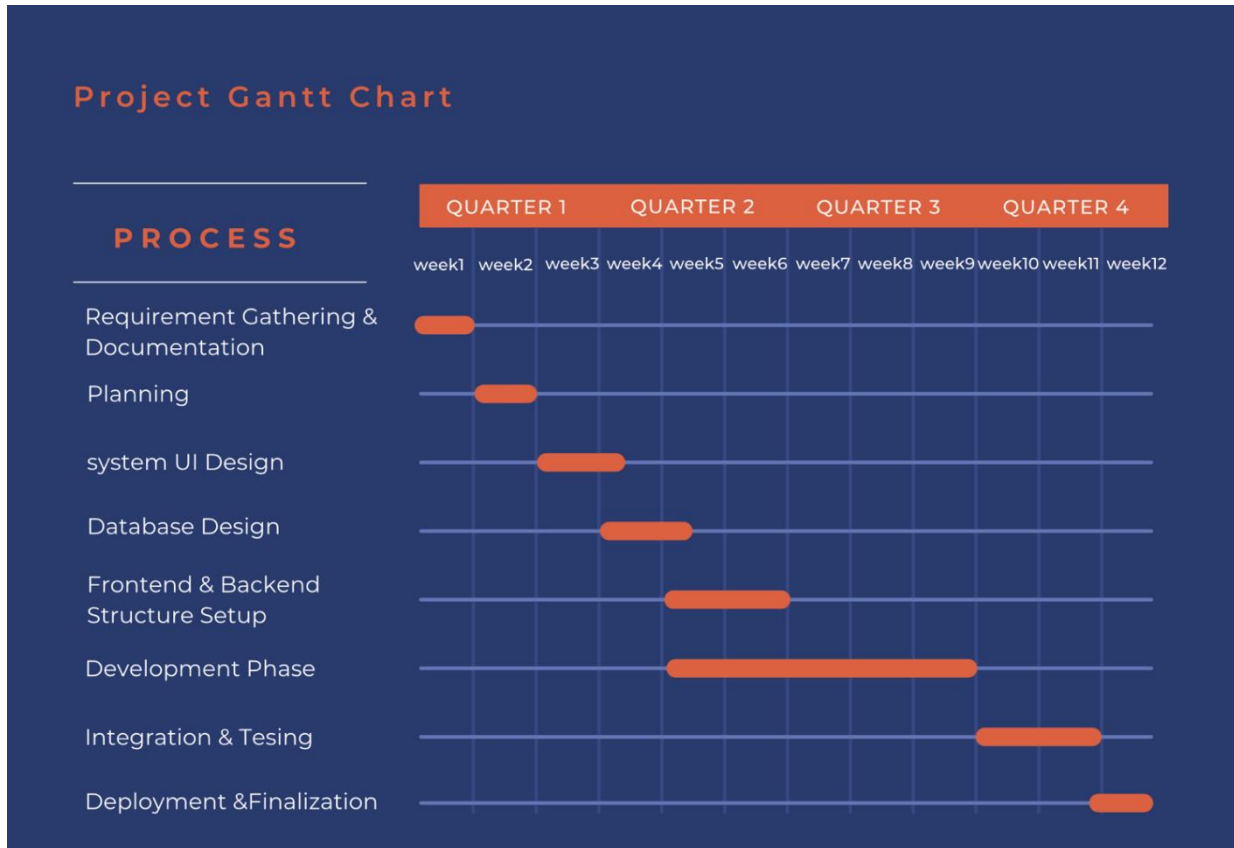 Project Gantt Chart
QUARTER 1 QUARTER 2 QUARTER 3 QUARTER 4
PROCESS
week1 week2 week3 week4 week5 week6 week7 week8 week9 week10 week11 week12
Requirement Gathering &
Documentation
Planning
system UI Design
Database Design
Frontend & Backend
Structure Setup
Development Phase
Integration & Tesing
Deployment &Finalization